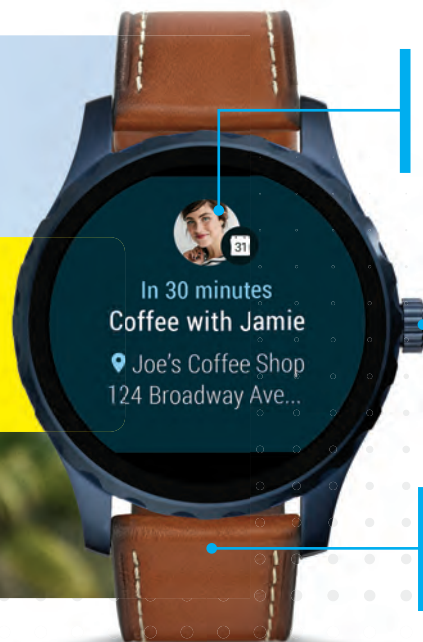 31
In 30 minutes
Coffee with Jamie
Joe's Coffee Shop
124 Broadway Ave...